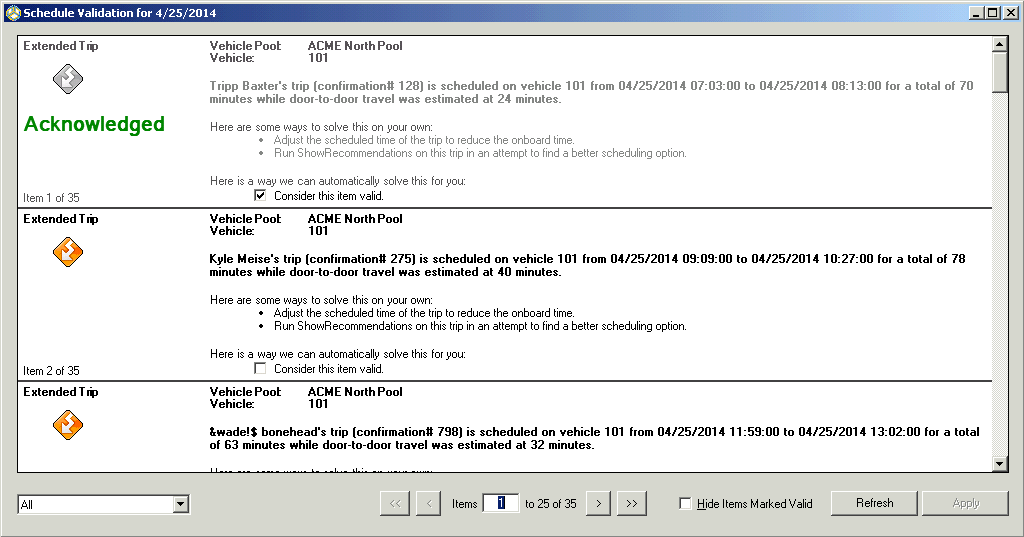 Schedule Validation for 4/25/2014
Extended Trip
Vehicle Pool: ACME North Pool
Vehicle: 101
Tripp Baxter's trip (confirmation# 128) is scheduled on vehicle 101 from 04/25/2014 07:03:00 to 04/25/2014 08:13:00 for a total of 70
minutes while door-to-door travel was estimated at 24 minutes.
Acknowledged
Here are some ways to solve this on your own:
• Adjust the scheduled time of the trip to reduce the onboard time.
• Run ShowRecommendations on this trip in an attempt to find a better scheduling option.
Here is a way we can automatically solve this for you:
Consider this item valid.
Item 1 of 35
Extended Trip
Vehicle Pool: ACME North Pool
Vehicle: 101
Kyle Meise's trip (confirmation# 275) is scheduled on vehicle 101 from 04/25/2014 09:09:00 to 04/25/2014 10:27:00 for a total of 78
minutes while door-to-door travel was estimated at 40 minutes.
Here are some ways to solve this on your own:
• Adjust the scheduled time of the trip to reduce the onboard time.
• Run ShowRecommendations on this trip in an attempt to find a better scheduling option.
Here is a way we can automatically solve this for you:
Consider this item valid.
Item 2 of 35
Extended Trip
Vehicle Pool: ACME North Pool
Vehicle: 101
&wade!$ bonehead's trip (confirmation# 798) is scheduled on vehicle 101 from 04/25/2014 11:59:00 to 04/25/2014 13:02:00 for a total
of 63 minutes while door-to-door travel was estimated at 32 minutes.
Here are some ways to solve this on your own:
All
<< < Items 1 to 25 of 35 > >> Hide Items Marked Valid Refresh Apply